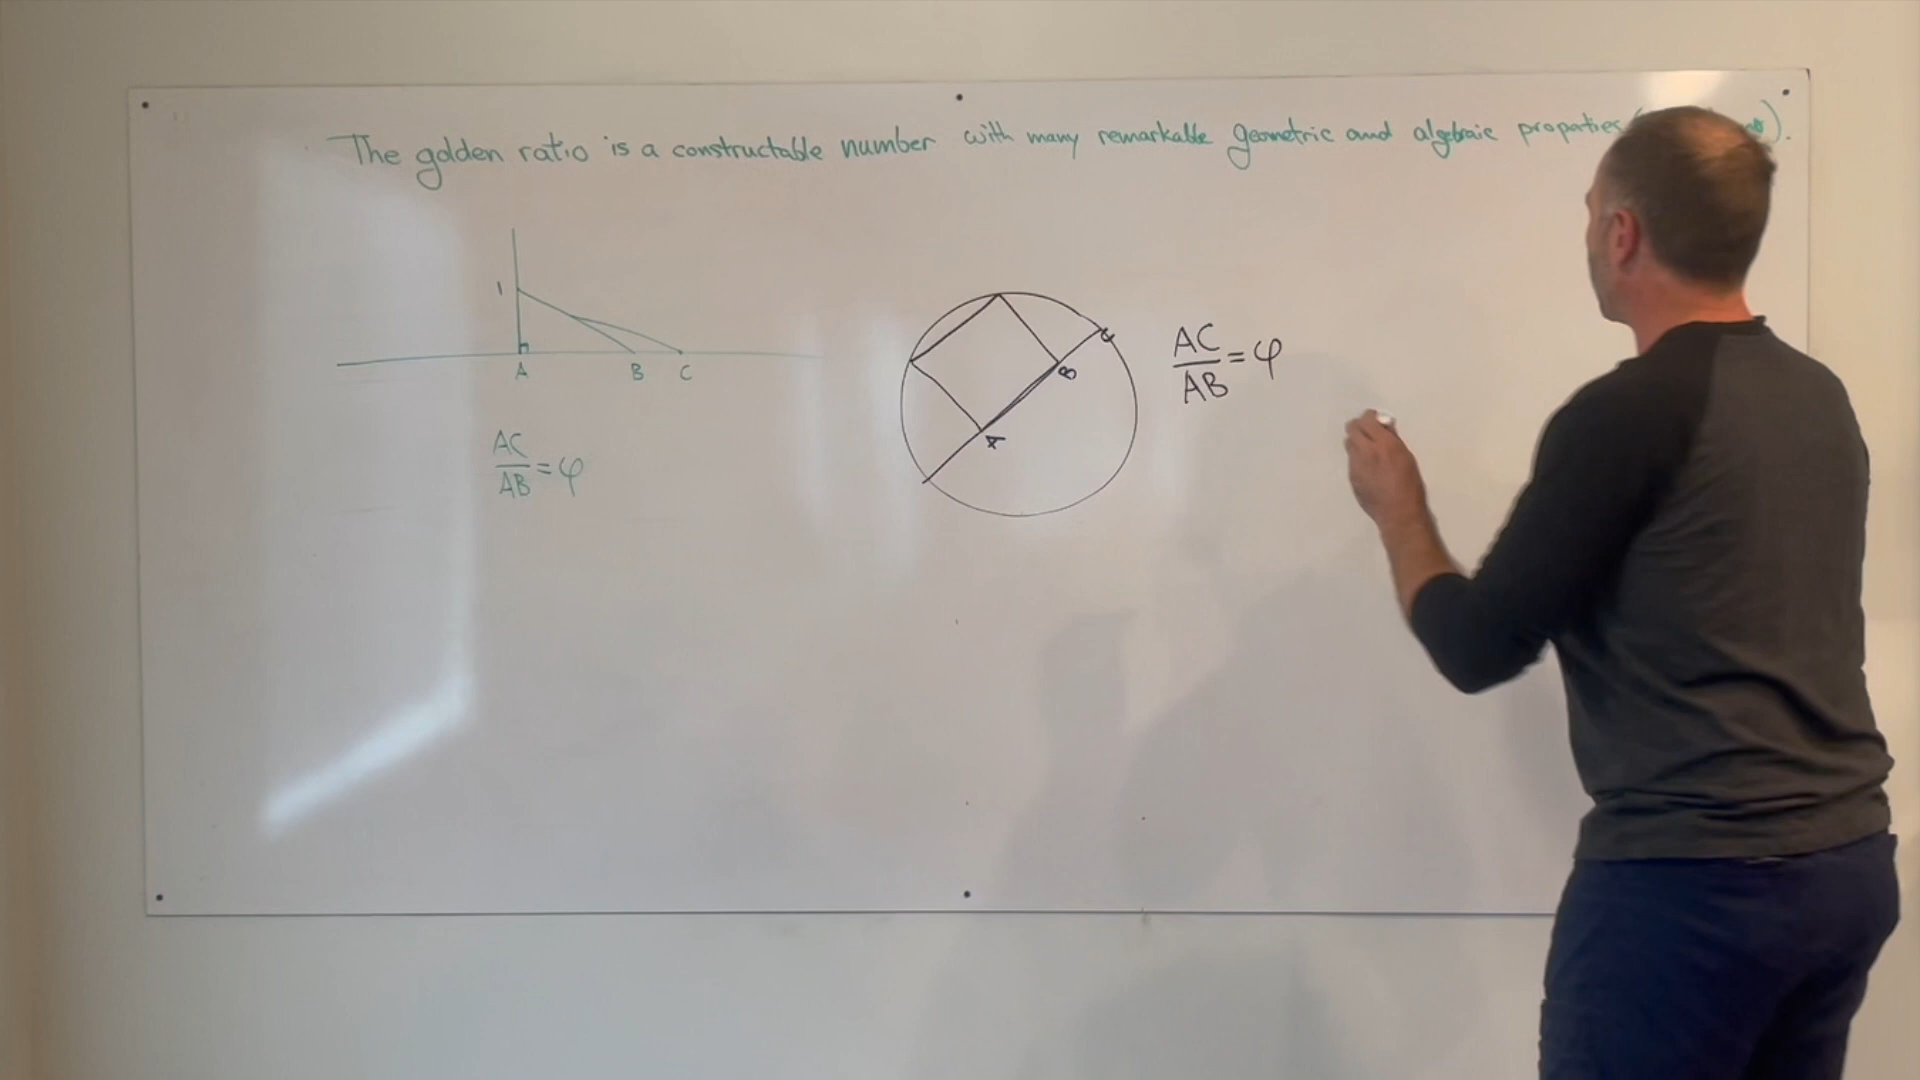 The golden ratio is a constructable number with many remarkable geometric and algebraic properties
1
A B C
AC
AB
=φ
C
B
A
AC
AB
=φ